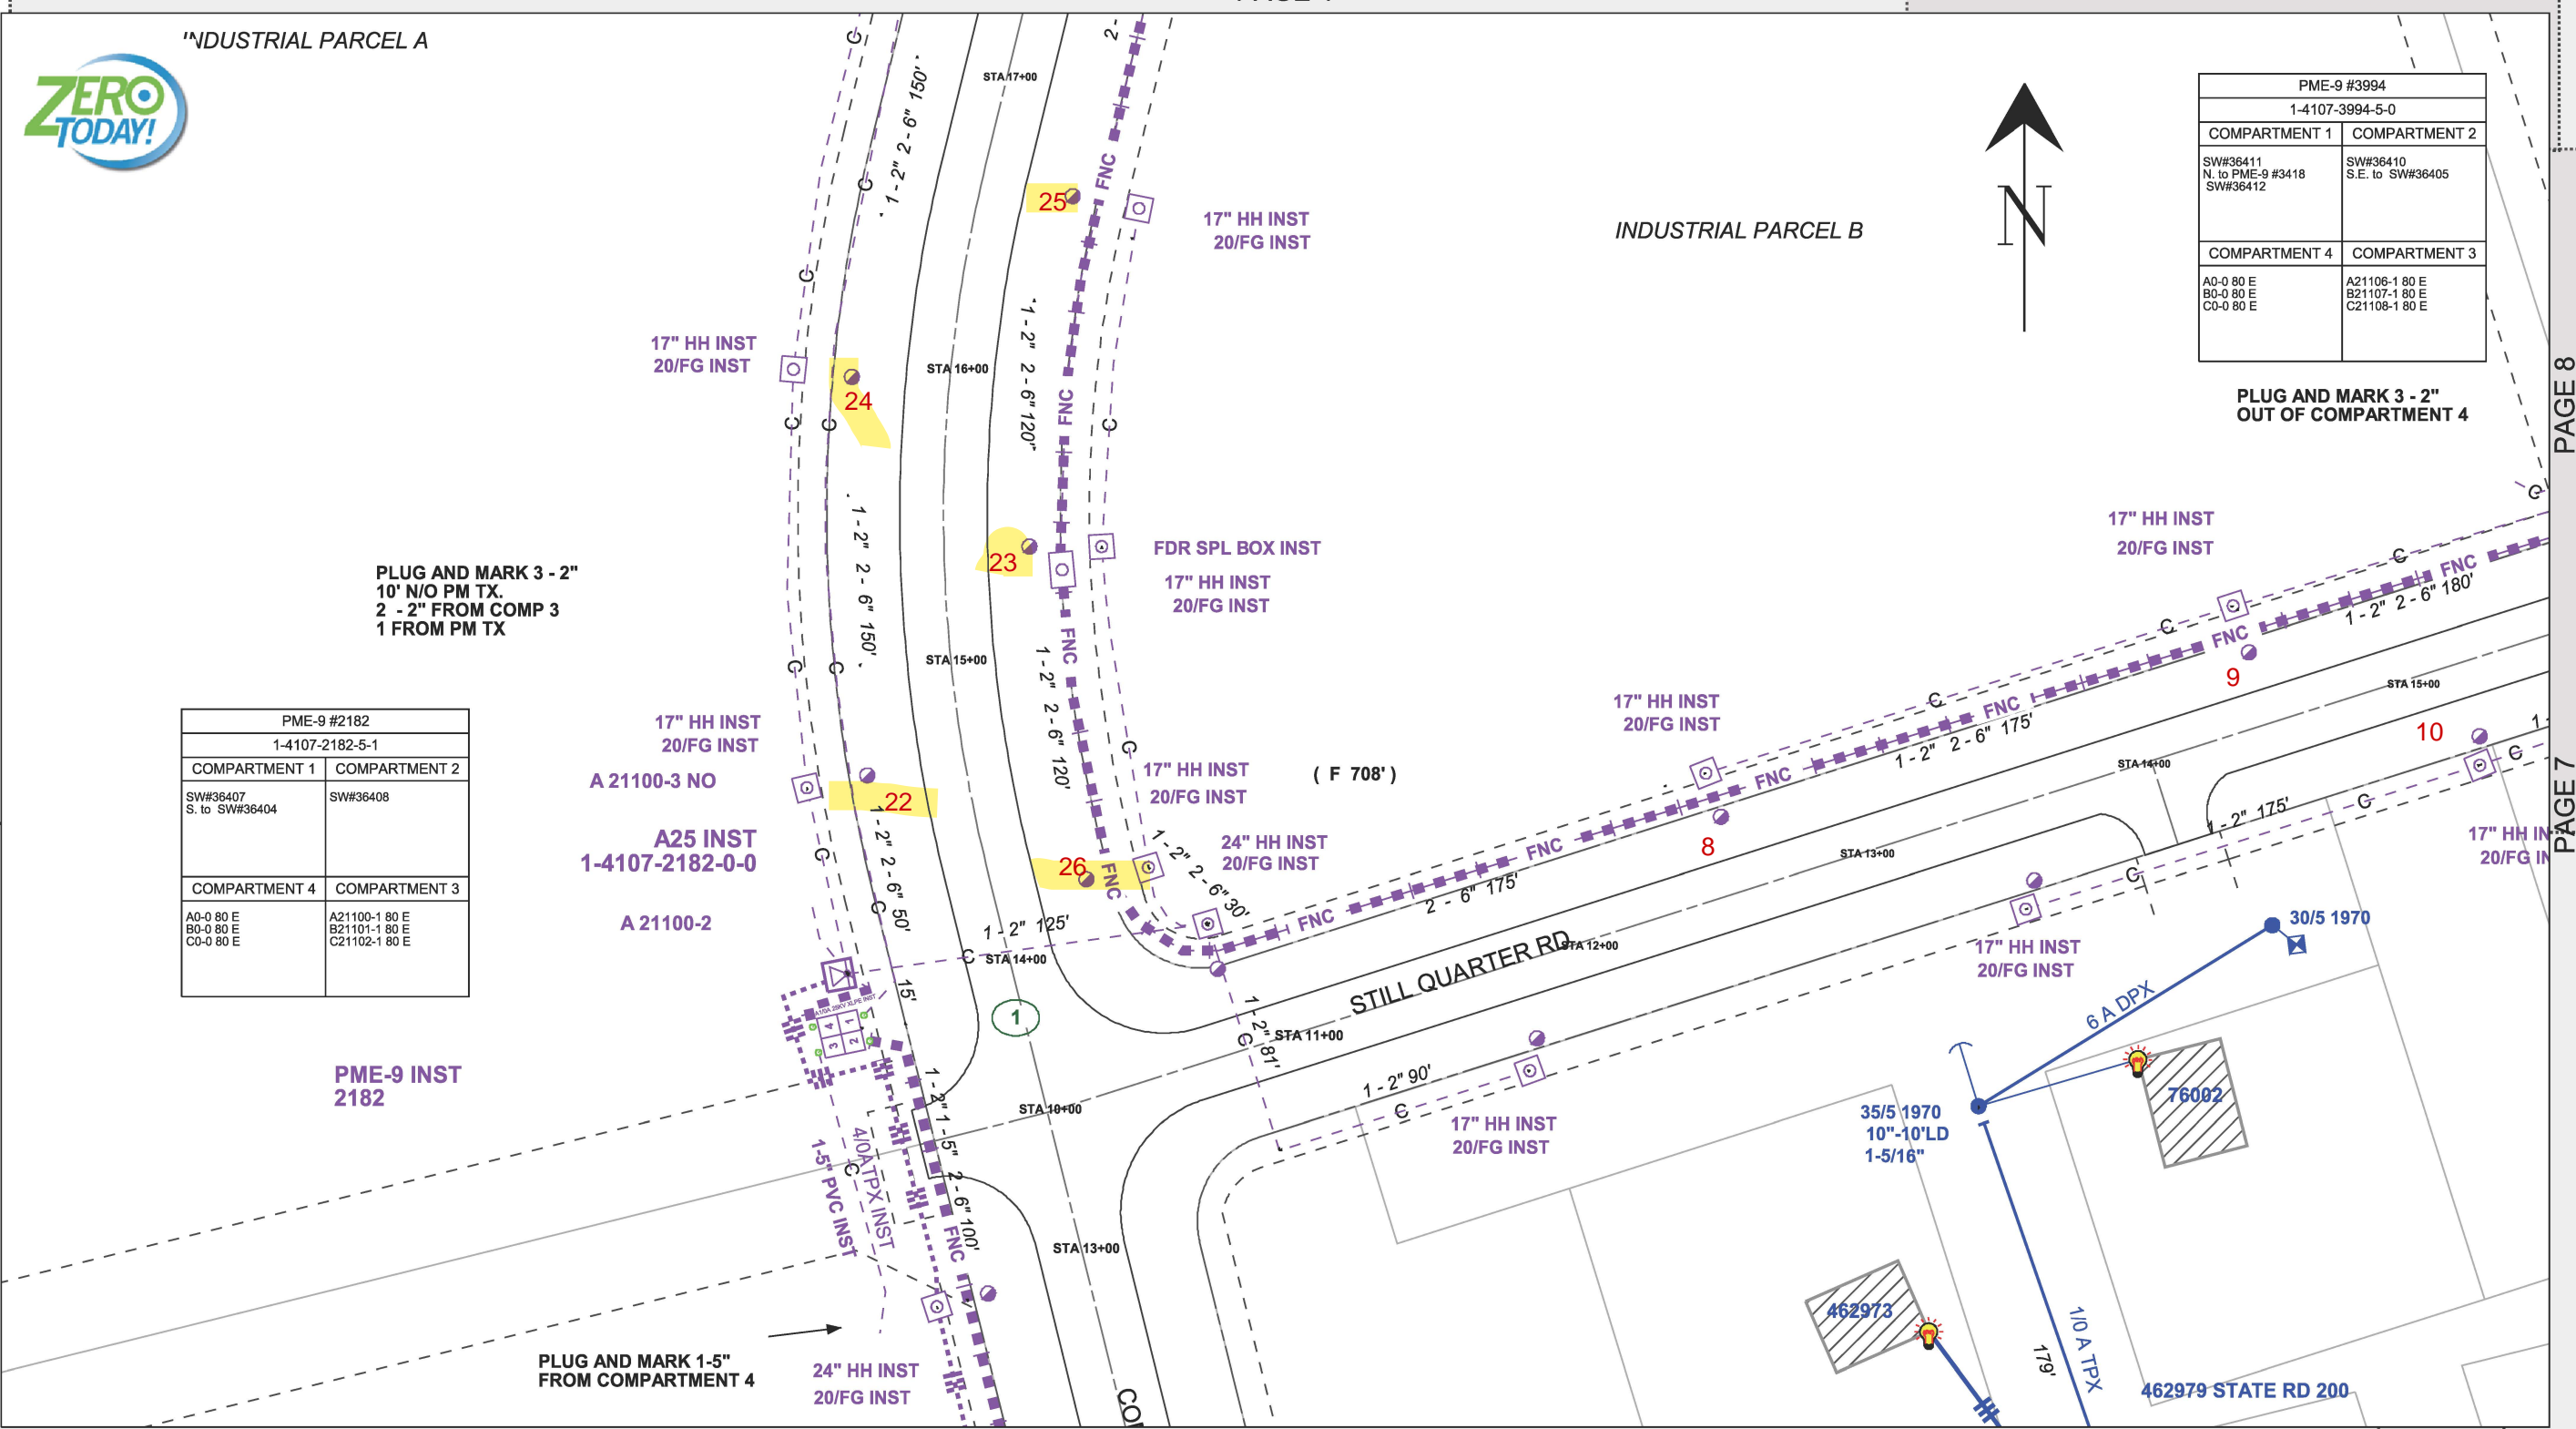 INDUSTRIAL PARCEL A
ZERO
TODAY!
STA 17+00
2-
1 - 2" 2 - 6" 150'
FNC
25
17" HH INST
20/FG INST
INDUSTRIAL PARCEL B
N
PME-9 #3994
1-4107-3994-5-0
COMPARTMENT 1 COMPARTMENT 2
SW#36411
N. to PME-9 #3418
SW#36412
SW#36410
S.E. to SW#36405
COMPARTMENT 4 COMPARTMENT 3
A0-0 80 E
B0-0 80 E
C0-0 80 E
A21106-1 80 E
B21107-1 80 E
C21108-1 80 E
PLUG AND MARK 3 - 2"
OUT OF COMPARTMENT 4
PAGE 8
17" HH INST
20/FG INST
24
STA 16+00
1 - 2" 2 - 6" 120'
FNC
C
C
C
C
C
C
1 - 2" 2 - 6" 150'
23
FDR SPL BOX INST
17" HH INST
20/FG INST
17" HH INST
20/FG INST
C
FNC
1 - 2" 2 - 6" 180'
C
FNC
9
PLUG AND MARK 3 - 2"
10' N/O PM TX.
2 - 2" FROM COMP 3
1 FROM PM TX
C
C
STA 15+00
FNC
1 - 2" 2 - 6" 120'
C
17" HH INST
20/FG INST
C
FNC
1 - 2" 2 - 6" 175'
FNC
STA 15+00
10
1-
C
PME-9 #2182
1-4107-2182-5-1
COMPARTMENT 1 COMPARTMENT 2
SW#36407
S. to SW#36404
SW#36408
COMPARTMENT 4 COMPARTMENT 3
A0-0 80 E
B0-0 80 E
C0-0 80 E
A21100-1 80 E
B21101-1 80 E
C21102-1 80 E
17" HH INST
20/FG INST
A 21100-3 NO
A25 INST
1-4107-2182-0-0
A 21100-2
22
1 - 2" 2 - 6" 50'
C
C
17" HH INST
20/FG INST
( F 708' )
24" HH INST
20/FG INST
26
FNC
1 - 2" 2 - 6" 30'
FNC
2 - 6" 175'
FNC
8
STA 13+00
STA 14+00
1 - 2" 175'
C
C
17" HH IN
20/FG IN
PAGE 7
1 - 2" 125'
C
STA 14+00
15'
1
STILL QUARTER RD
STA 12+00
STA 11+00
1 - 2" 81'
C
17" HH INST
20/FG INST
30/5 1970
6 A DPX
A1/0A 25KV XLPE INST
4 1
3 2
PME-9 INST
2182
STA 10+00
1 - 2" 90'
C
17" HH INST
20/FG INST
35/5 1970
10"-10'LD
1-5/16"
76002
1 - 2" 1 - 5" 2 - 6" 100'
FNC
4/0A TPX INST
C
1-5" PVC INST
STA 13+00
462973
1/0 A TPX
179'
462979 STATE RD 200
PLUG AND MARK 1-5"
FROM COMPARTMENT 4
24" HH INST
20/FG INST